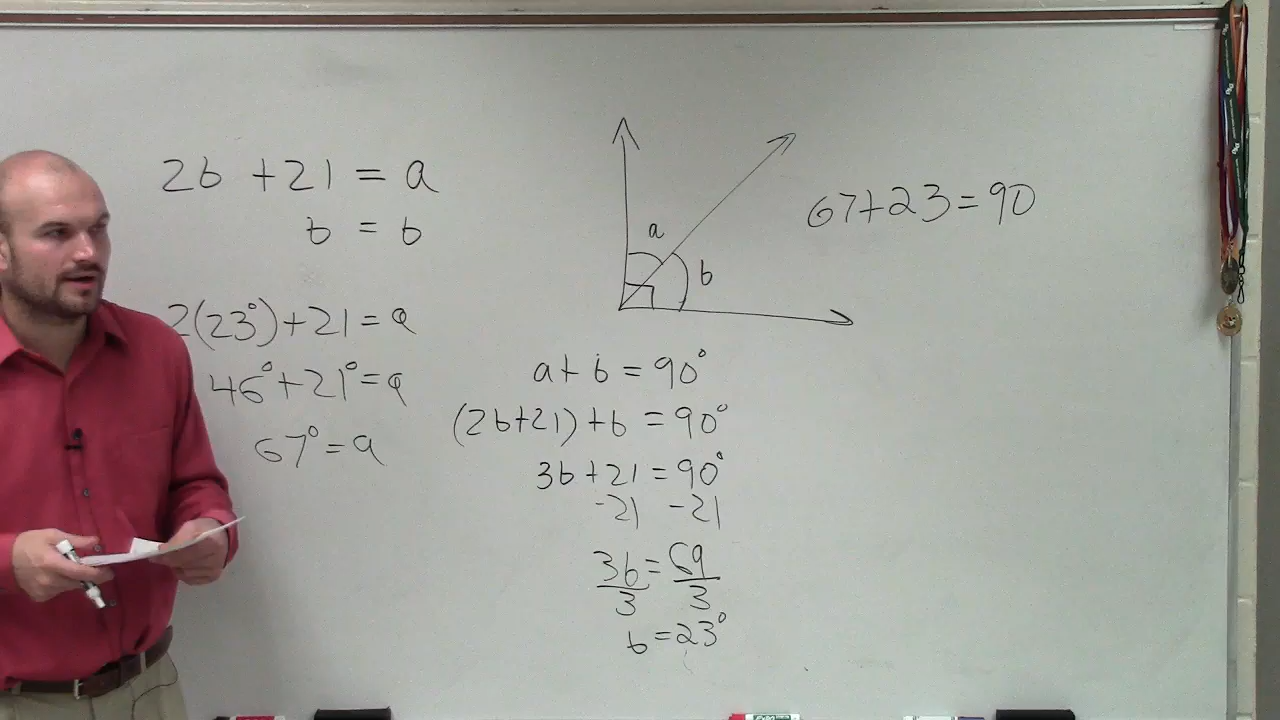 2b + 21 = a
b = b
2(23°) + 21 = a
46° + 21° = a
67° = a
a
b
67 + 23 = 90
a + b = 90°
(2b + 21) + b = 90°
3b + 21 = 90°
-21 -21
3b = 69
3 3
b = 23°